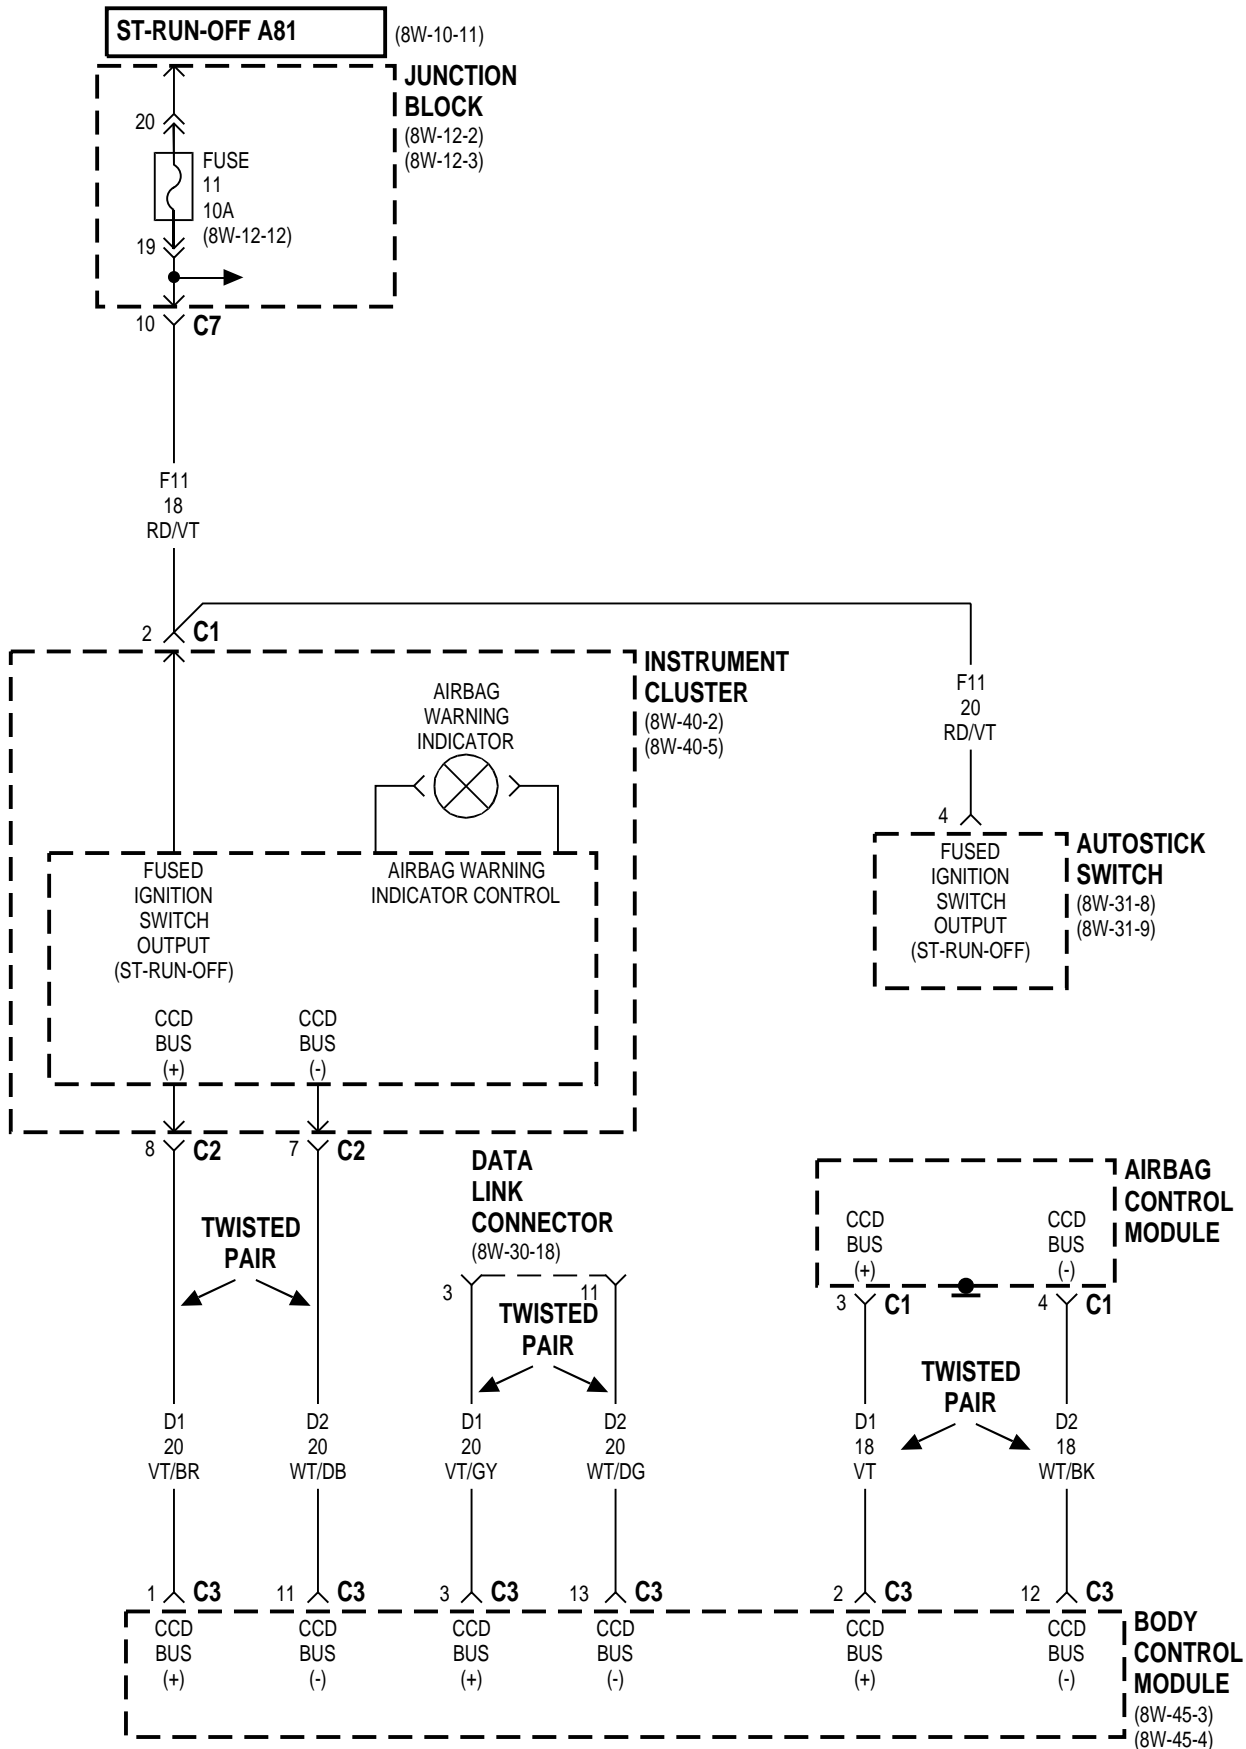 ST-RUN-OFF A81
(8W-10-11)
JUNCTION
BLOCK
(8W-12-2)
(8W-12-3)
20
FUSE
11
10A
(8W-12-12)
19
10
C7
F11
18
RD/VT
2
C1
INSTRUMENT
CLUSTER
(8W-40-2)
(8W-40-5)
AIRBAG
WARNING
INDICATOR
F11
20
RD/VT
4
AUTOSTICK
SWITCH
(8W-31-8)
(8W-31-9)
FUSED
IGNITION
SWITCH
OUTPUT
(ST-RUN-OFF)
AIRBAG WARNING
INDICATOR CONTROL
FUSED
IGNITION
SWITCH
OUTPUT
(ST-RUN-OFF)
CCD
BUS
(+)
CCD
BUS
(-)
8
C2
7
C2
DATA
LINK
CONNECTOR
(8W-30-18)
AIRBAG
CONTROL
MODULE
CCD
BUS
(+)
CCD
BUS
(-)
TWISTED
PAIR
3
11
TWISTED
PAIR
3
C1
4
C1
TWISTED
PAIR
D1
20
VT/BR
D2
20
WT/DB
D1
20
VT/GY
D2
20
WT/DG
D1
18
VT
D2
18
WT/BK
1
C3
11
C3
3
C3
13
C3
2
C3
12
C3
CCD
BUS
(+)
CCD
BUS
(-)
CCD
BUS
(+)
CCD
BUS
(-)
CCD
BUS
(+)
CCD
BUS
(-)
BODY
CONTROL
MODULE
(8W-45-3)
(8W-45-4)